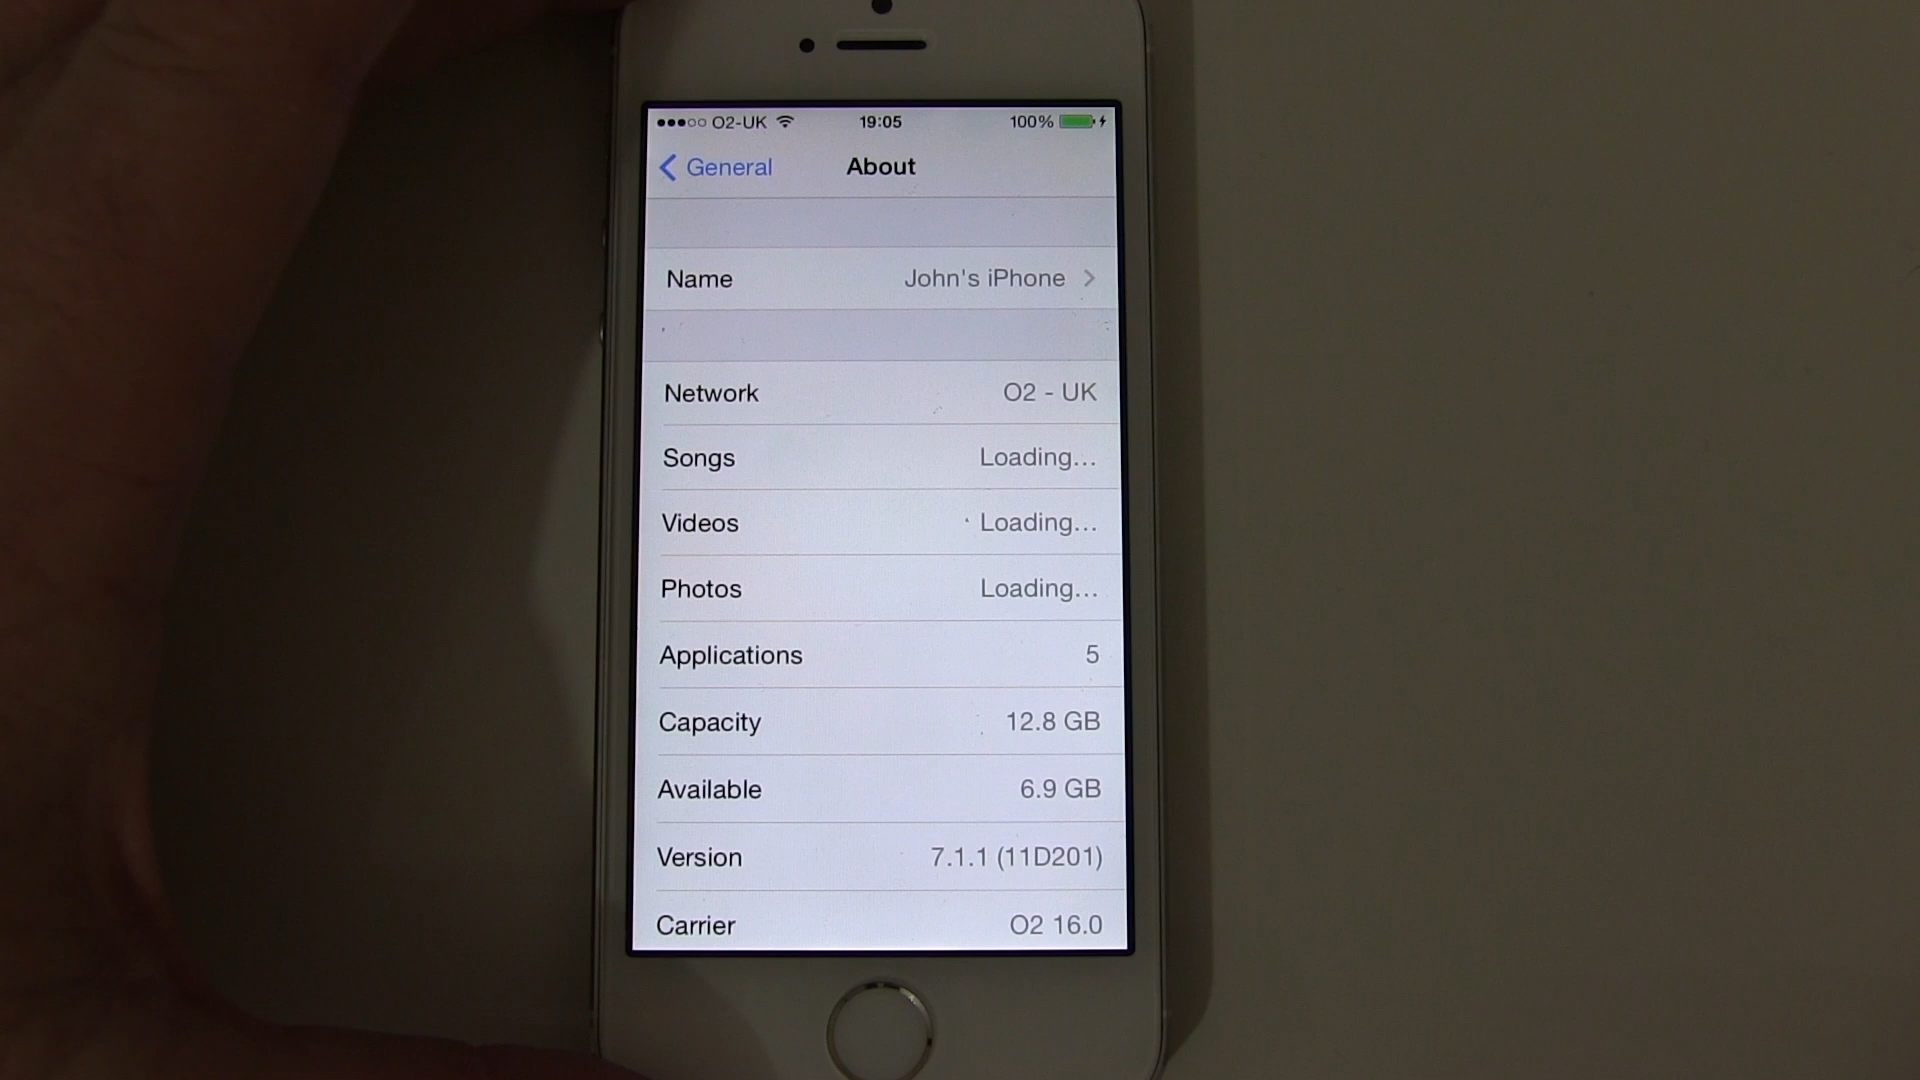 O2-UK 19:05 100%
General About
Name John's iPhone
Network O2 - UK
Songs Loading...
Videos Loading...
Photos Loading...
Applications 5
Capacity 12.8 GB
Available 6.9 GB
Version 7.1.1 (11D201)
Carrier O2 16.0